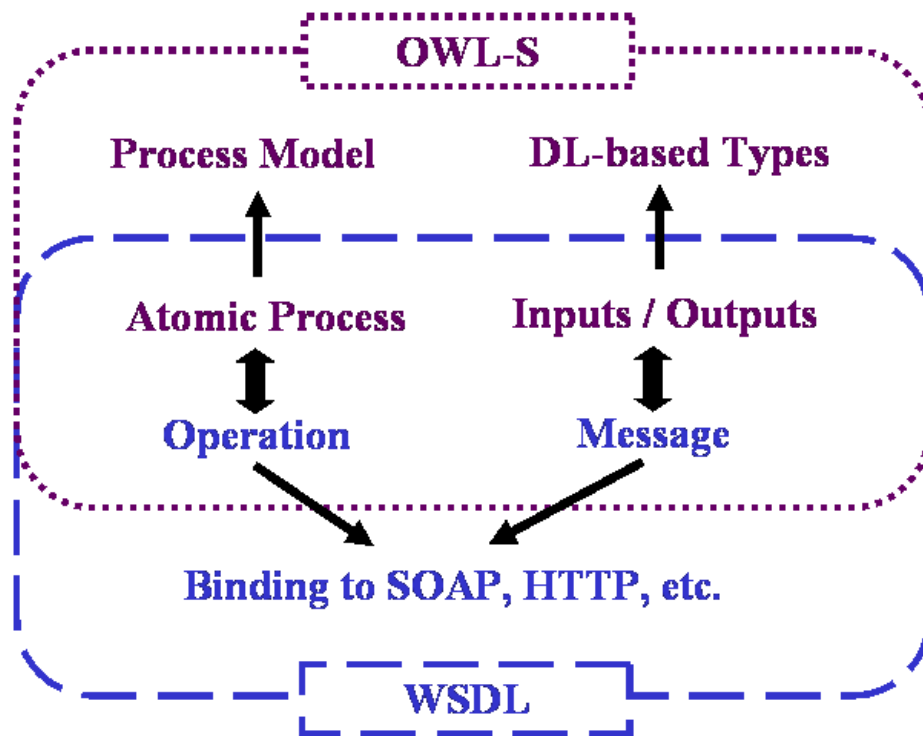 OWL-S
Process Model
DL-based Types
Atomic Process
Inputs / Outputs
Operation
Message
Binding to SOAP, HTTP, etc.
WSDL